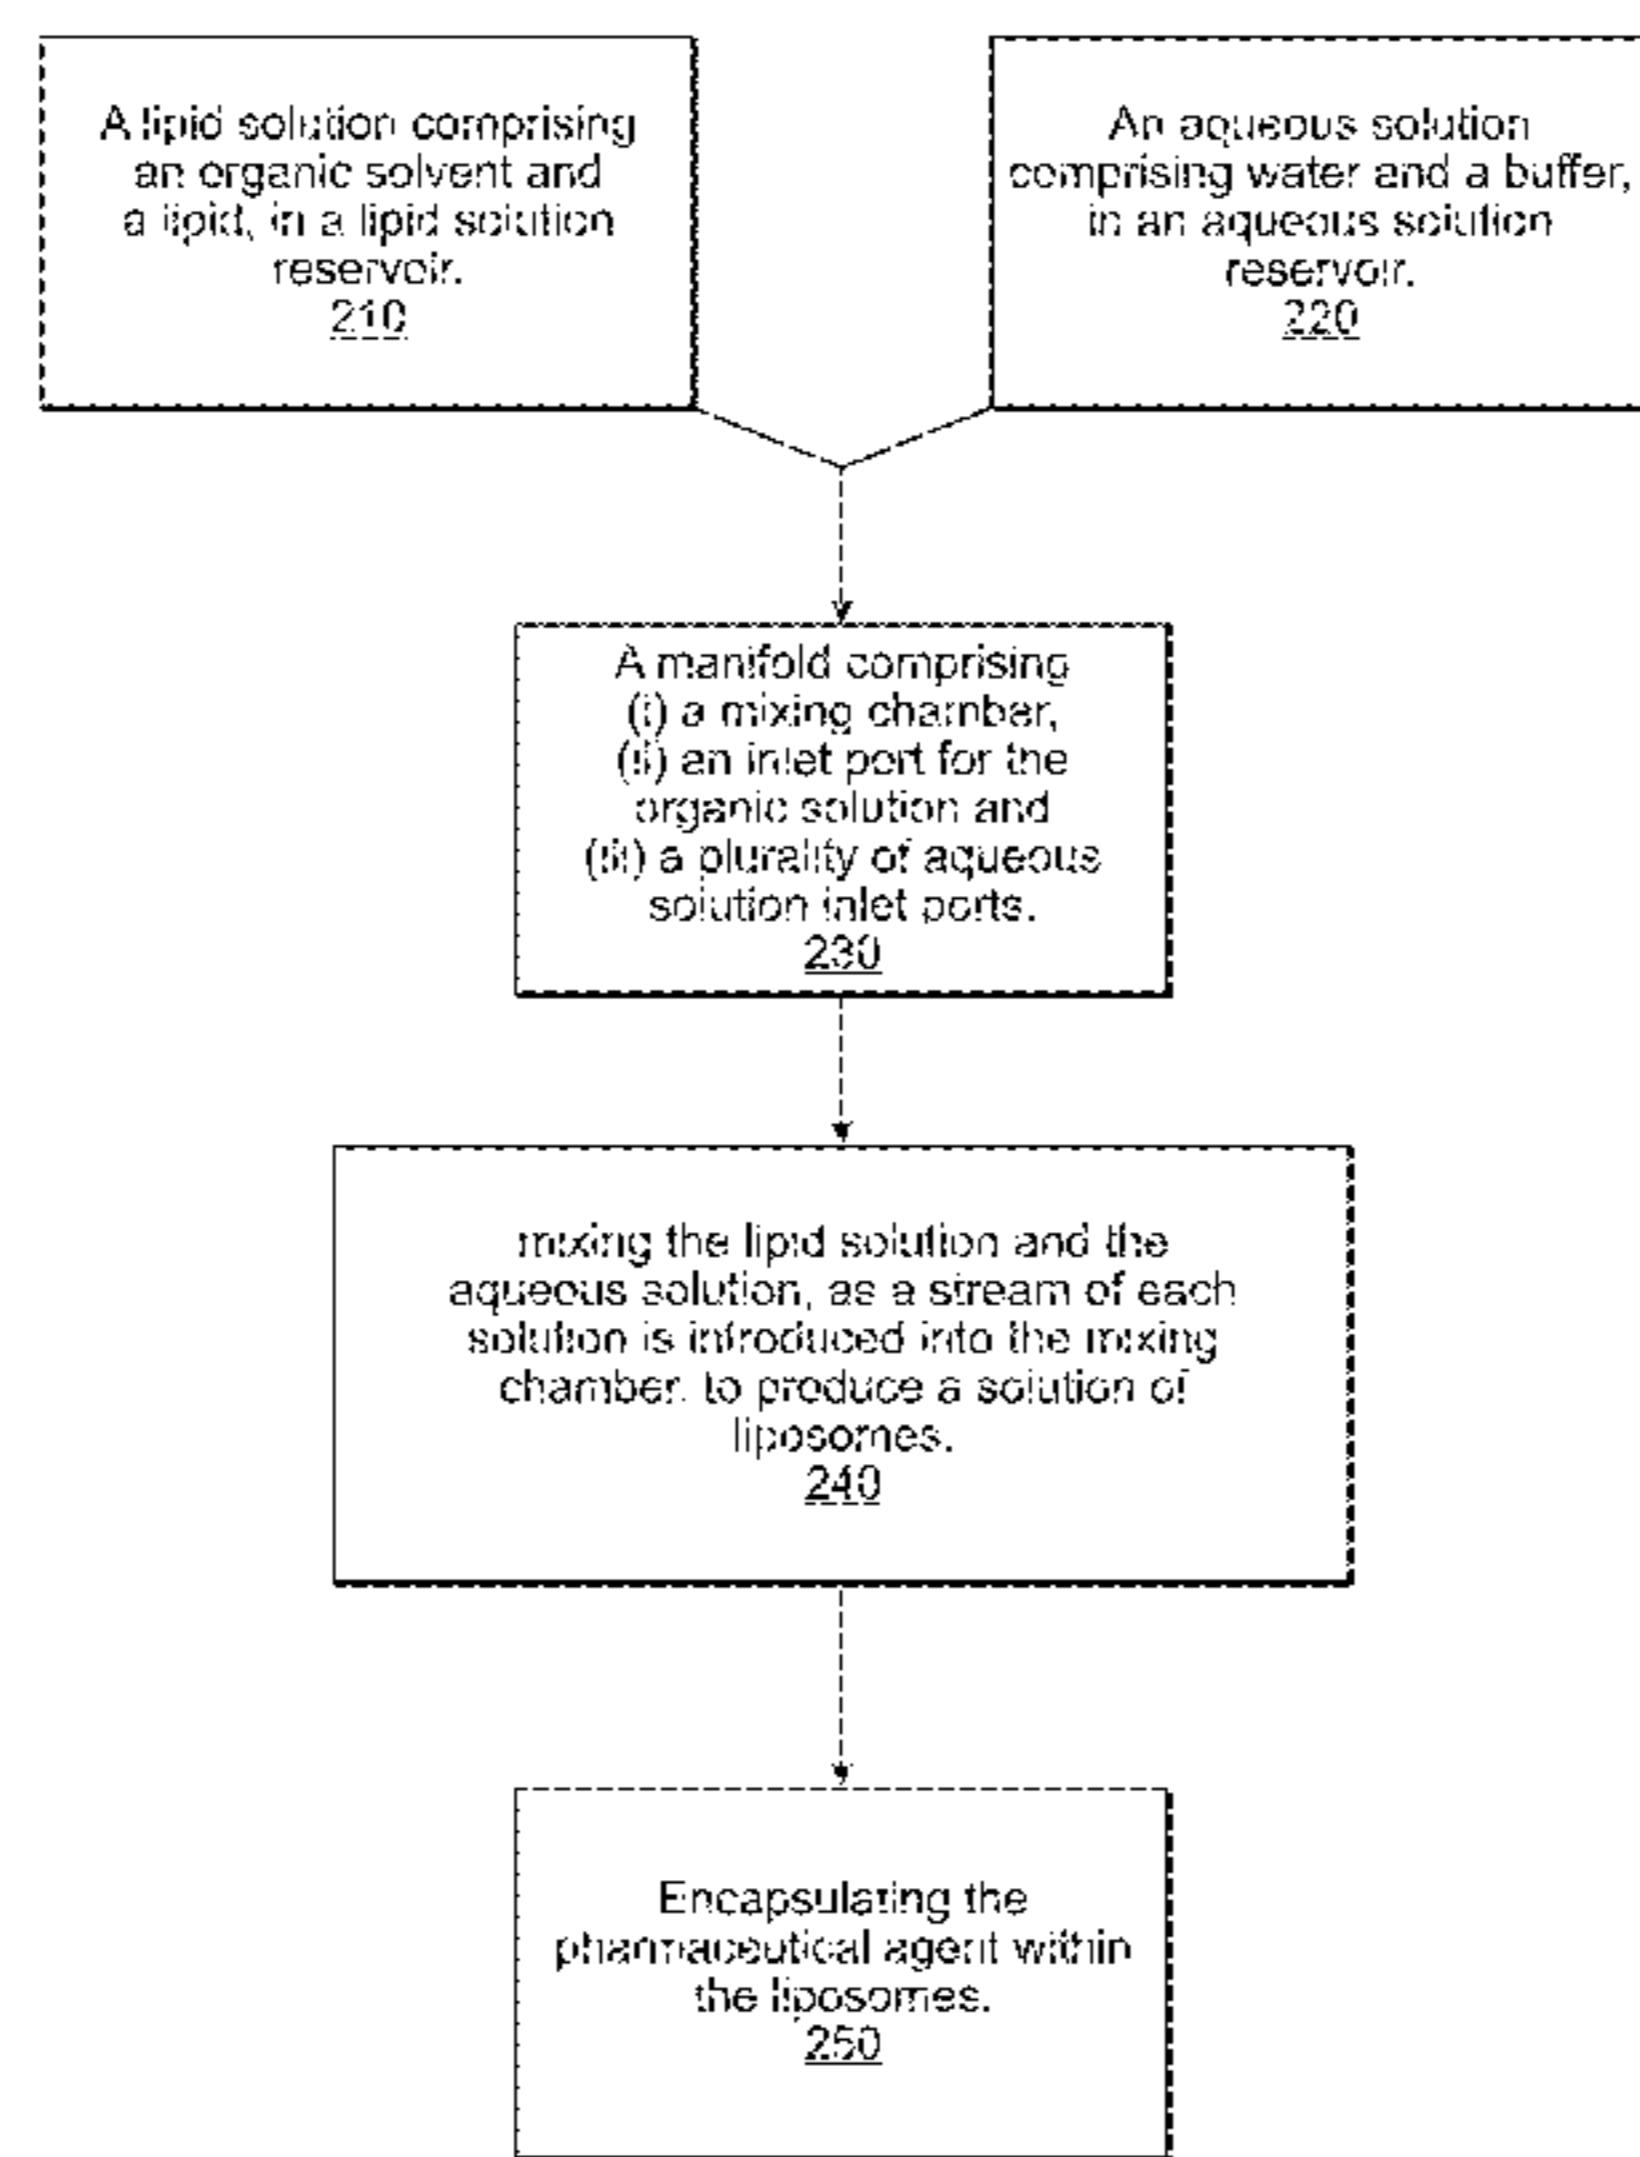 A lipid solution comprising
an organic solvent and
a lipid, in a lipid solution
reservoir.
210
An aqueous solution
comprising water and a buffer,
in an aqueous solution
reservoir.
220
A manifold comprising
(i) a mixing chamber,
(ii) an inlet port for the
organic solution and
(iii) a plurality of aqueous
solution inlet ports.
230
mixing the lipid solution and the
aqueous solution, as a stream of each
solution is introduced into the mixing
chamber, to produce a solution of
liposomes.
240
Encapsulating the
pharmaceutical agent within
the liposomes.
250